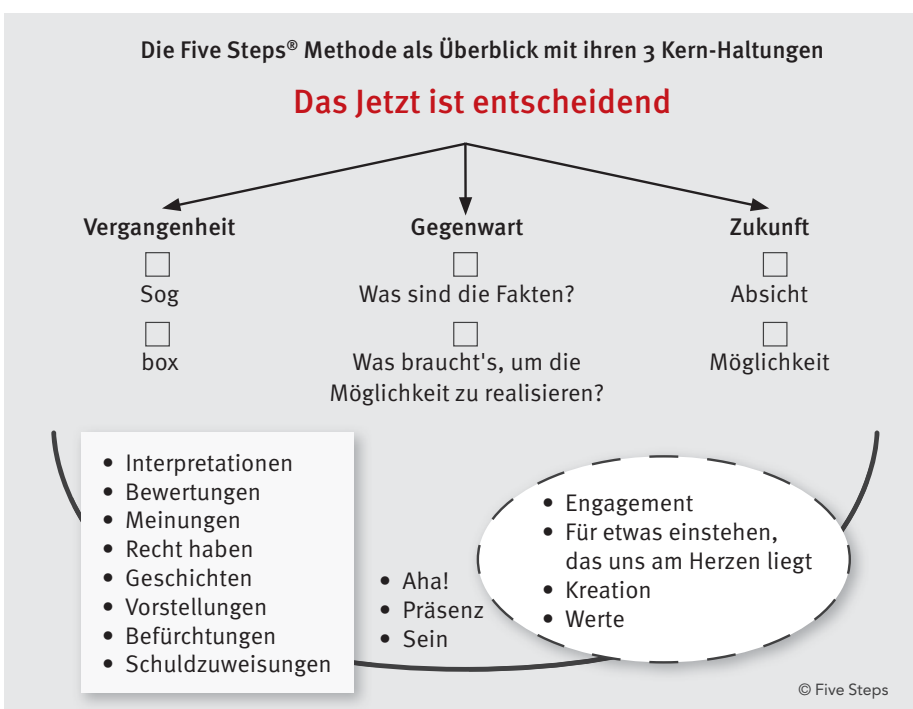 Die Five Steps® Methode als Überblick mit ihren 3 Kern-Haltungen
Das Jetzt ist entscheidend
Vergangenheit
Sog
box
Gegenwart
Was sind die Fakten?
Was braucht's, um die
Möglichkeit zu realisieren?
Zukunft
Absicht
Möglichkeit
• Interpretationen
• Bewertungen
• Meinungen
• Recht haben
• Geschichten
• Vorstellungen
• Befürchtungen
• Schuldzuweisungen
• Aha!
• Präsenz
• Sein
• Engagement
• Für etwas einstehen,
das uns am Herzen liegt
• Kreation
• Werte
© Five Steps